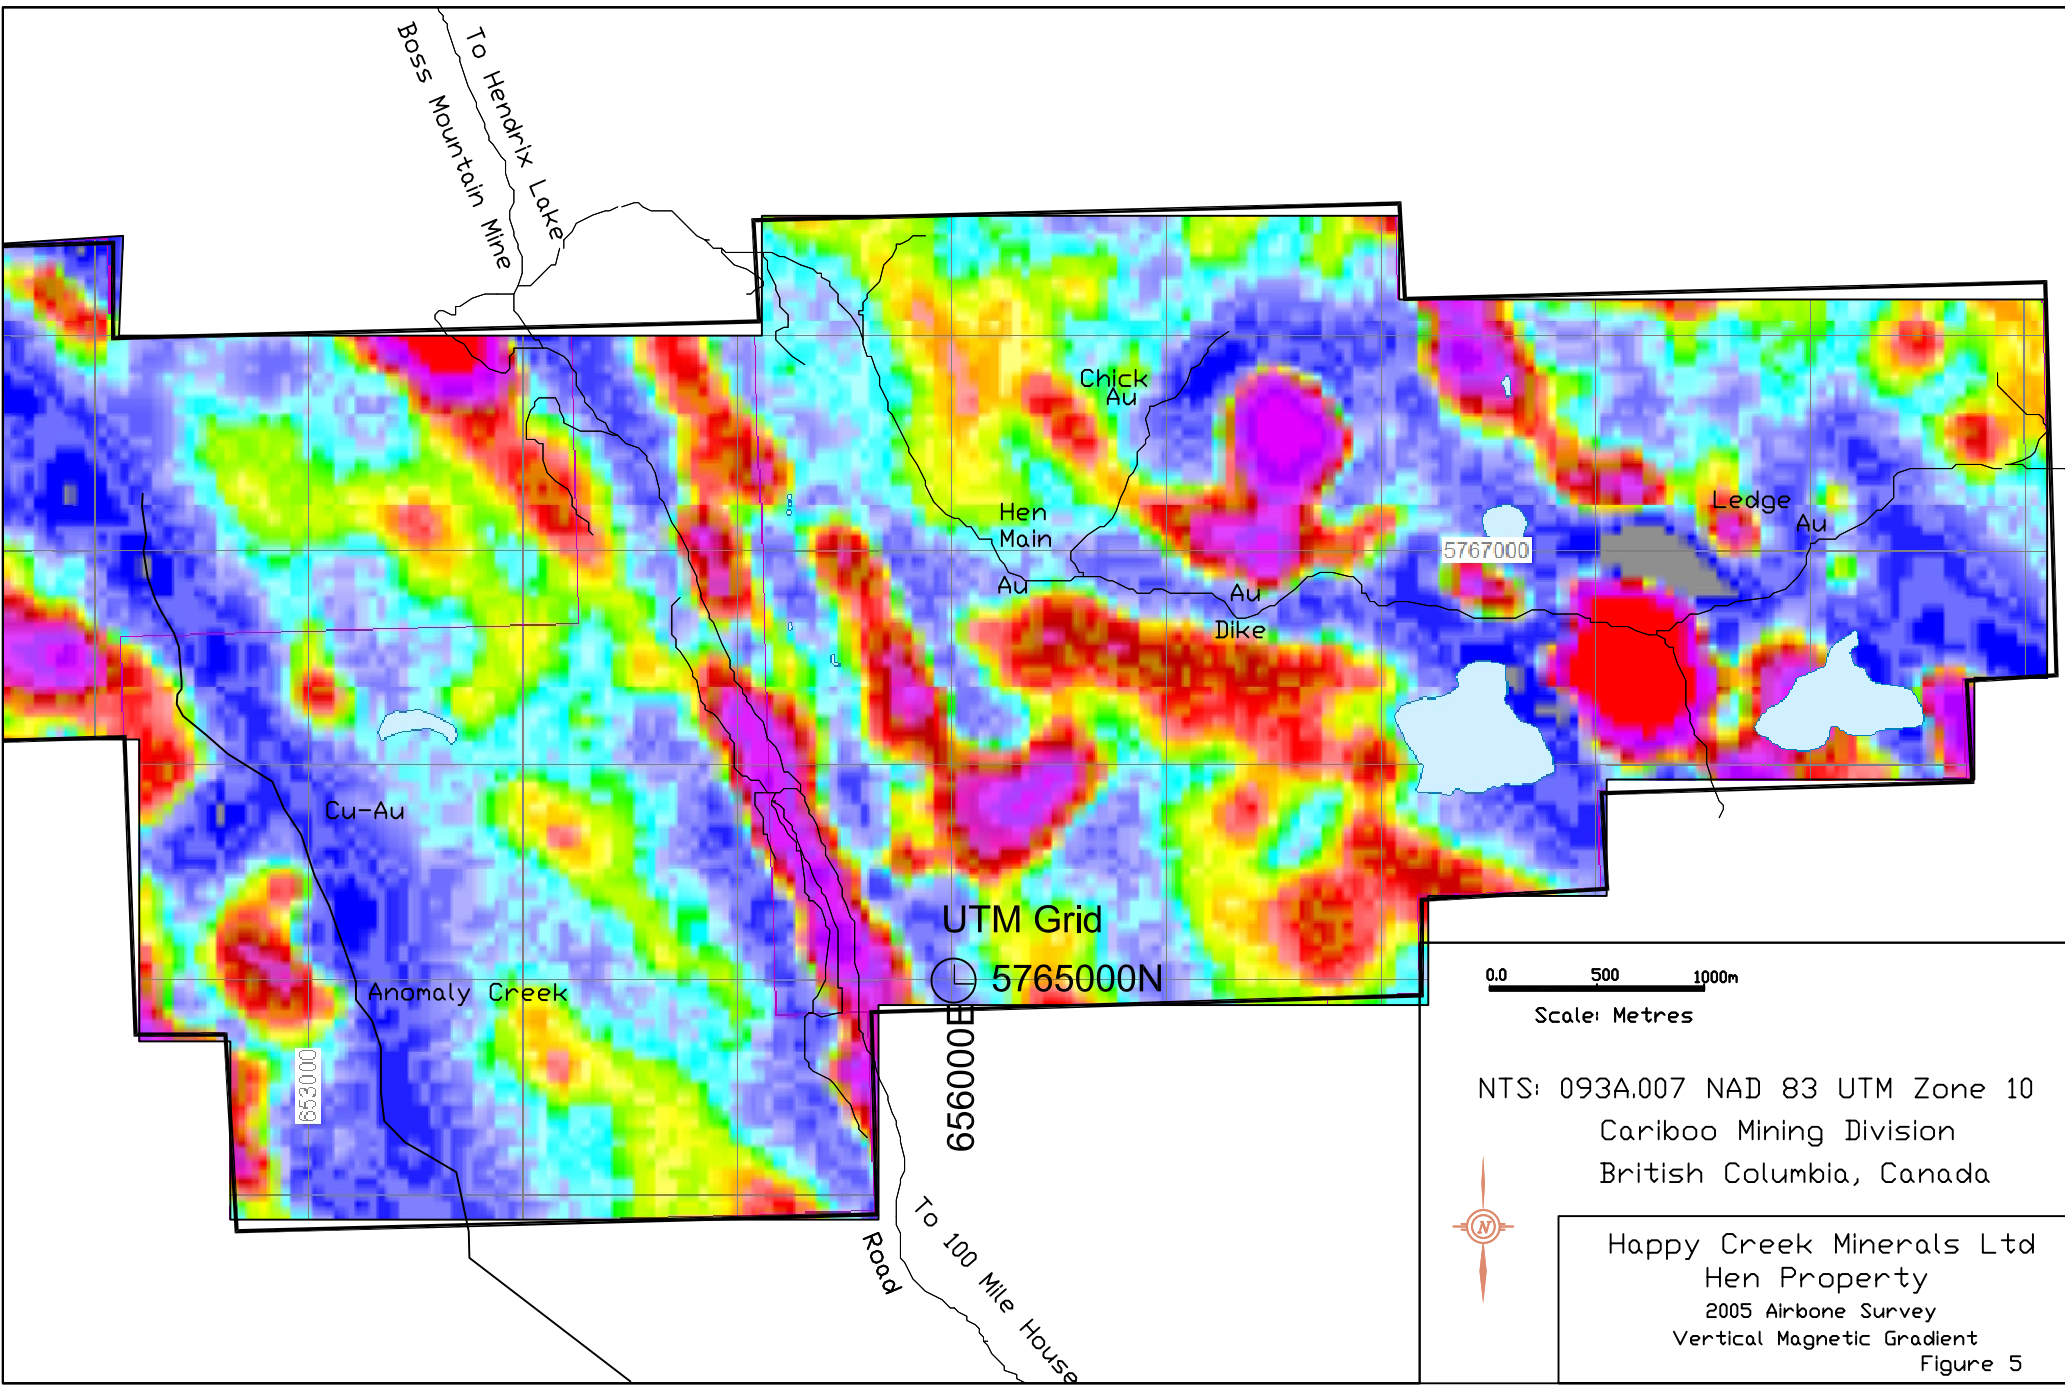 To Hendrix Lake
Boss Mountain Mine
Chick
Au
Hen
Main
Au
Au
Dike
5767000
Ledge
Au
Cu-Au
Anomaly Creek
653000
UTM Grid
5765000N
656000E
Road
To 100 Mile House
0.0 500 1000m
Scale: Metres
NTS: 093A.007 NAD 83 UTM Zone 10
Cariboo Mining Division
British Columbia, Canada
N
Happy Creek Minerals Ltd
Hen Property
2005 Airbone Survey
Vertical Magnetic Gradient
Figure 5